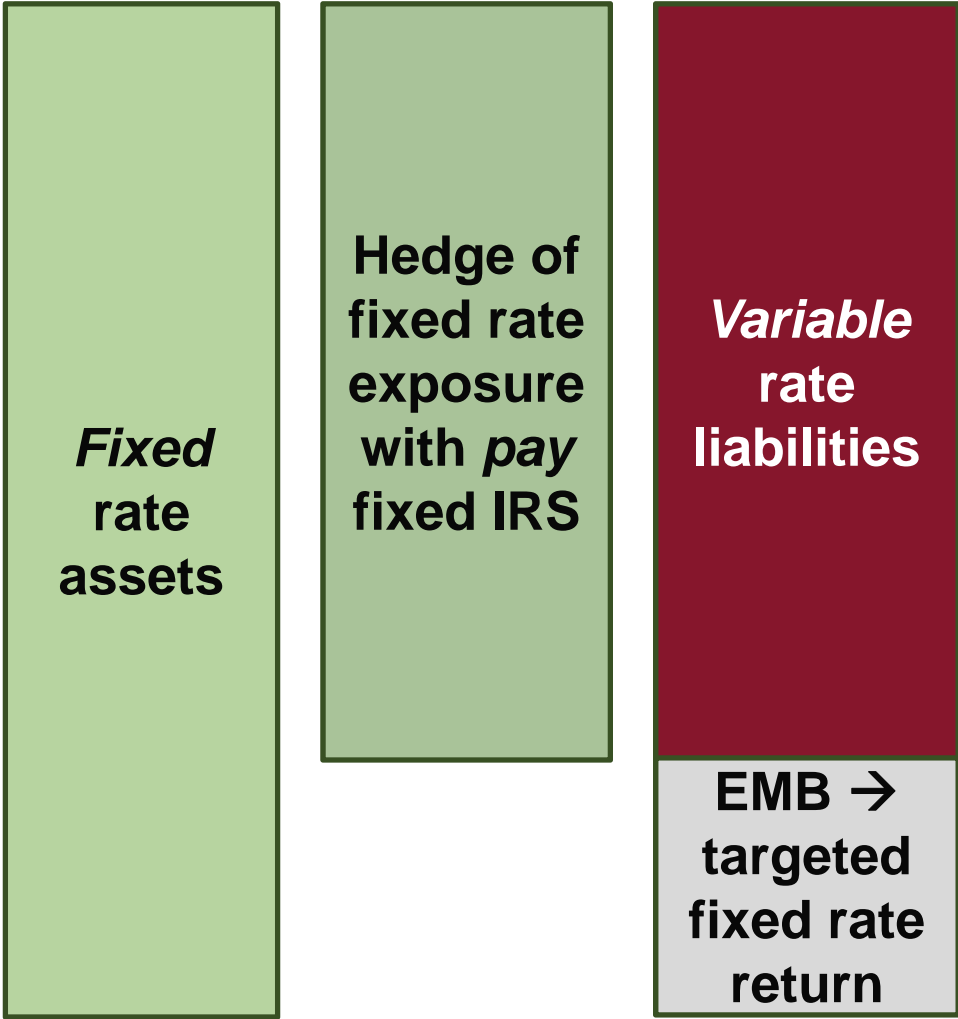 Fixed
rate
assets
Hedge of
fixed rate
exposure
with pay
fixed IRS
Variable
rate
liabilities
EMB →
targeted
fixed rate
return